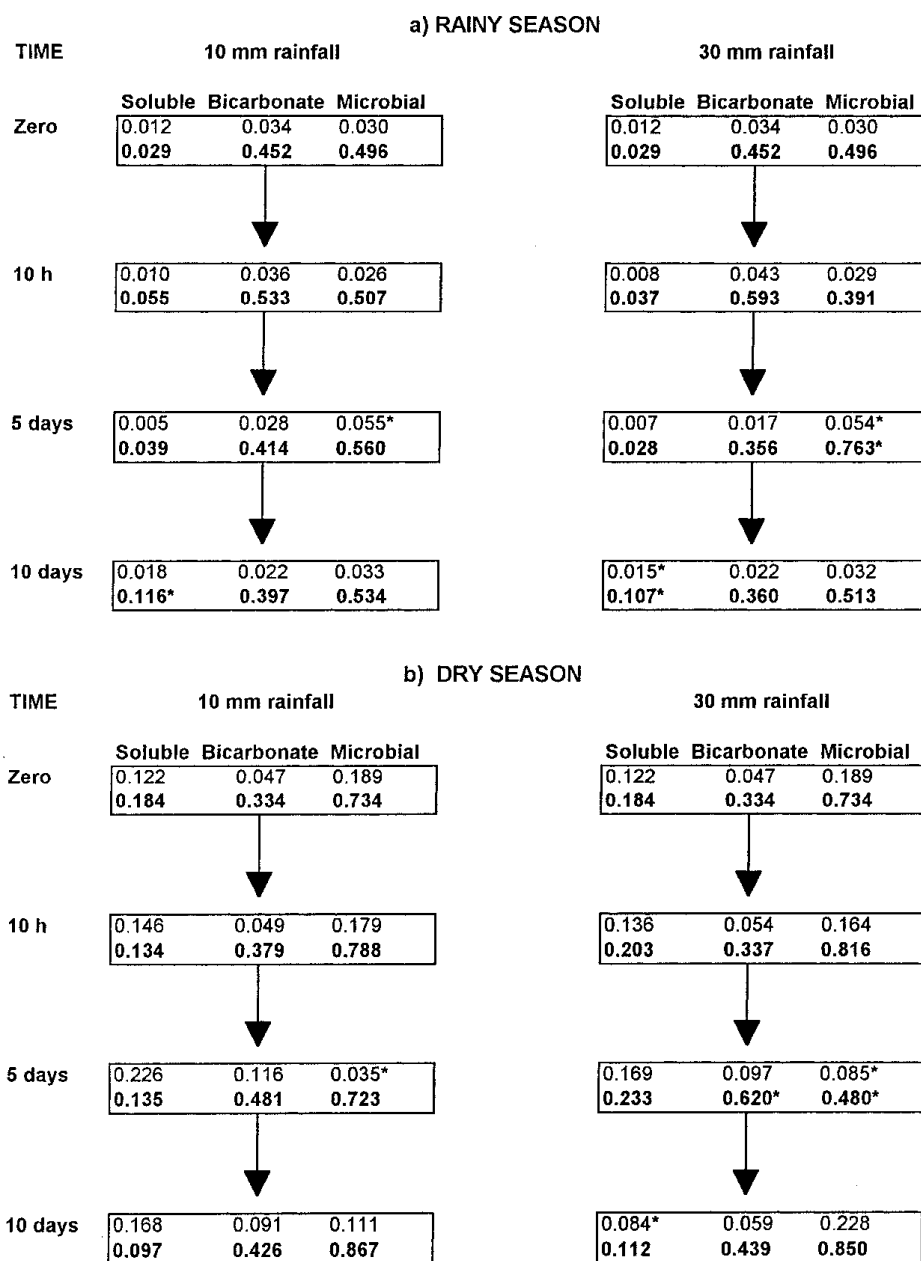 a) RAINY SEASON
TIME 10 mm rainfall 30 mm rainfall
Soluble Bicarbonate Microbial Soluble Bicarbonate Microbial
Zero 0.012 0.034 0.030 0.012 0.034 0.030
0.029 0.452 0.496 0.029 0.452 0.496
10 h 0.010 0.036 0.026 0.008 0.043 0.029
0.055 0.533 0.507 0.037 0.593 0.391
5 days 0.005 0.028 0.055* 0.007 0.017 0.054*
0.039 0.414 0.560 0.028 0.356 0.763*
10 days 0.018 0.022 0.033 0.015* 0.022 0.032
0.116* 0.397 0.534 0.107* 0.360 0.513
b) DRY SEASON
TIME 10 mm rainfall 30 mm rainfall
Soluble Bicarbonate Microbial Soluble Bicarbonate Microbial
Zero 0.122 0.047 0.189 0.122 0.047 0.189
0.184 0.334 0.734 0.184 0.334 0.734
10 h 0.146 0.049 0.179 0.136 0.054 0.164
0.134 0.379 0.788 0.203 0.337 0.816
5 days 0.226 0.116 0.035* 0.169 0.097 0.085*
0.135 0.481 0.723 0.233 0.620* 0.480*
10 days 0.168 0.091 0.111 0.084* 0.059 0.228
0.097 0.426 0.867 0.112 0.439 0.850